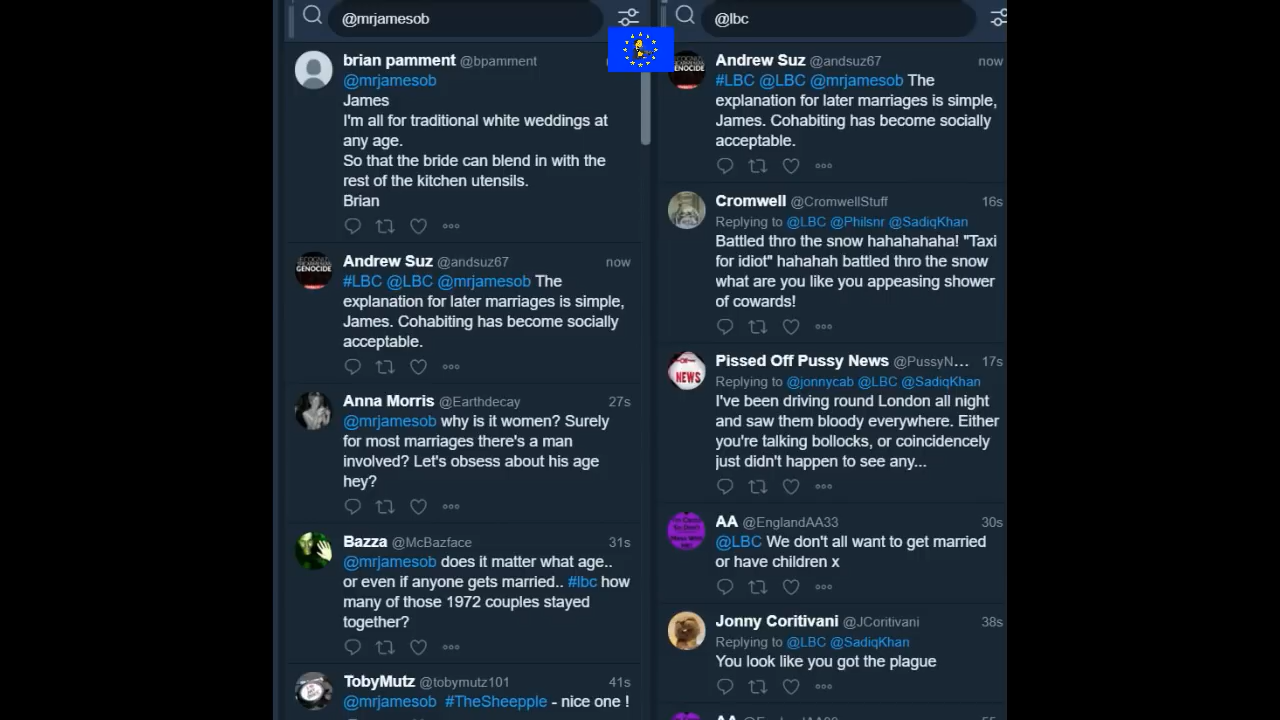 @mrjamesob
brian pamment @bpamment
@mrjamesob
James
I'm all for traditional white weddings at
any age.
So that the bride can blend in with the
rest of the kitchen utensils.
Brian
Andrew Suz @andsuz67 now
#LBC @LBC @mrjamesob The
explanation for later marriages is simple,
James. Cohabiting has become socially
acceptable.
Anna Morris @Earthdecay 27s
@mrjamesob why is it women? Surely
for most marriages there's a man
involved? Let's obsess about his age
hey?
Bazza @McBazface 31s
@mrjamesob does it matter what age..
or even if anyone gets married.. #lbc how
many of those 1972 couples stayed
together?
TobyMutz @tobymutz101 41s
@mrjamesob #TheSheepple - nice one !
@lbc
Andrew Suz @andsuz67 now
#LBC @LBC @mrjamesob The
explanation for later marriages is simple,
James. Cohabiting has become socially
acceptable.
Cromwell @CromwellStuff 16s
Replying to @LBC @Philsnr @SadiqKhan
Battled thro the snow hahahahaha! "Taxi
for idiot" hahahah battled thro the snow
what are you like you appeasing shower
of cowards!
Pissed Off Pussy News @PussyN... 17s
Replying to @jonnycab @LBC @SadiqKhan
I've been driving round London all night
and saw them bloody everywhere. Either
you're talking bollocks, or coincidencely
just didn't happen to see any...
AA @EnglandAA33 30s
@LBC We don't all want to get married
or have children x
Jonny Coritivani @JCoritivani 38s
Replying to @LBC @SadiqKhan
You look like you got the plague